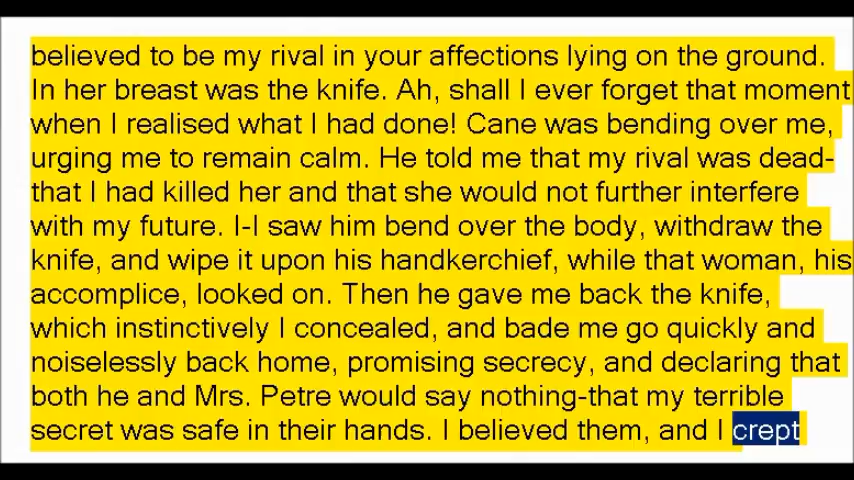 believed to be my rival in your affections lying on the ground.
In her breast was the knife. Ah, shall I ever forget that moment
when I realised what I had done! Cane was bending over me,
urging me to remain calm. He told me that my rival was dead-
that I had killed her and that she would not further interfere
with my future. I-I saw him bend over the body, withdraw the
knife, and wipe it upon his handkerchief, while that woman, his
accomplice, looked on. Then he gave me back the knife,
which instinctively I concealed, and bade me go quickly and
noiselessly back home, promising secrecy, and declaring that
both he and Mrs. Petre would say nothing-that my terrible
secret was safe in their hands. I believed them, and I crept